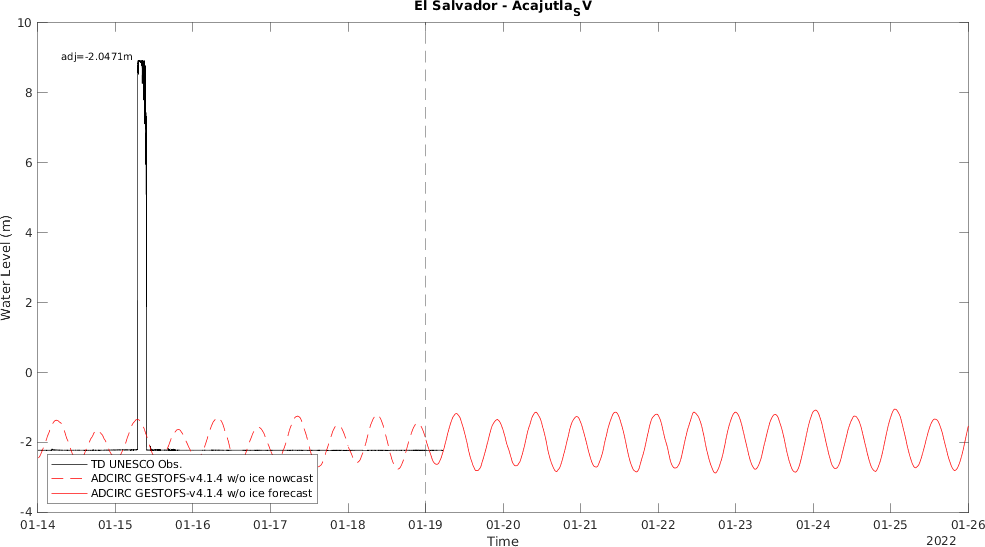 El Salvador - AcajutlaSV
10
adj=-2.0471m
8
6
4
2
0
-2
-4
Water Level (m)
TD UNESCO Obs.
ADCIRC GESTOFS-v4.1.4 w/o ice nowcast
ADCIRC GESTOFS-v4.1.4 w/o ice forecast
01-14 01-15 01-16 01-17 01-18 01-19 01-20 01-21 01-22 01-23 01-24 01-25 01-26
Time
2022